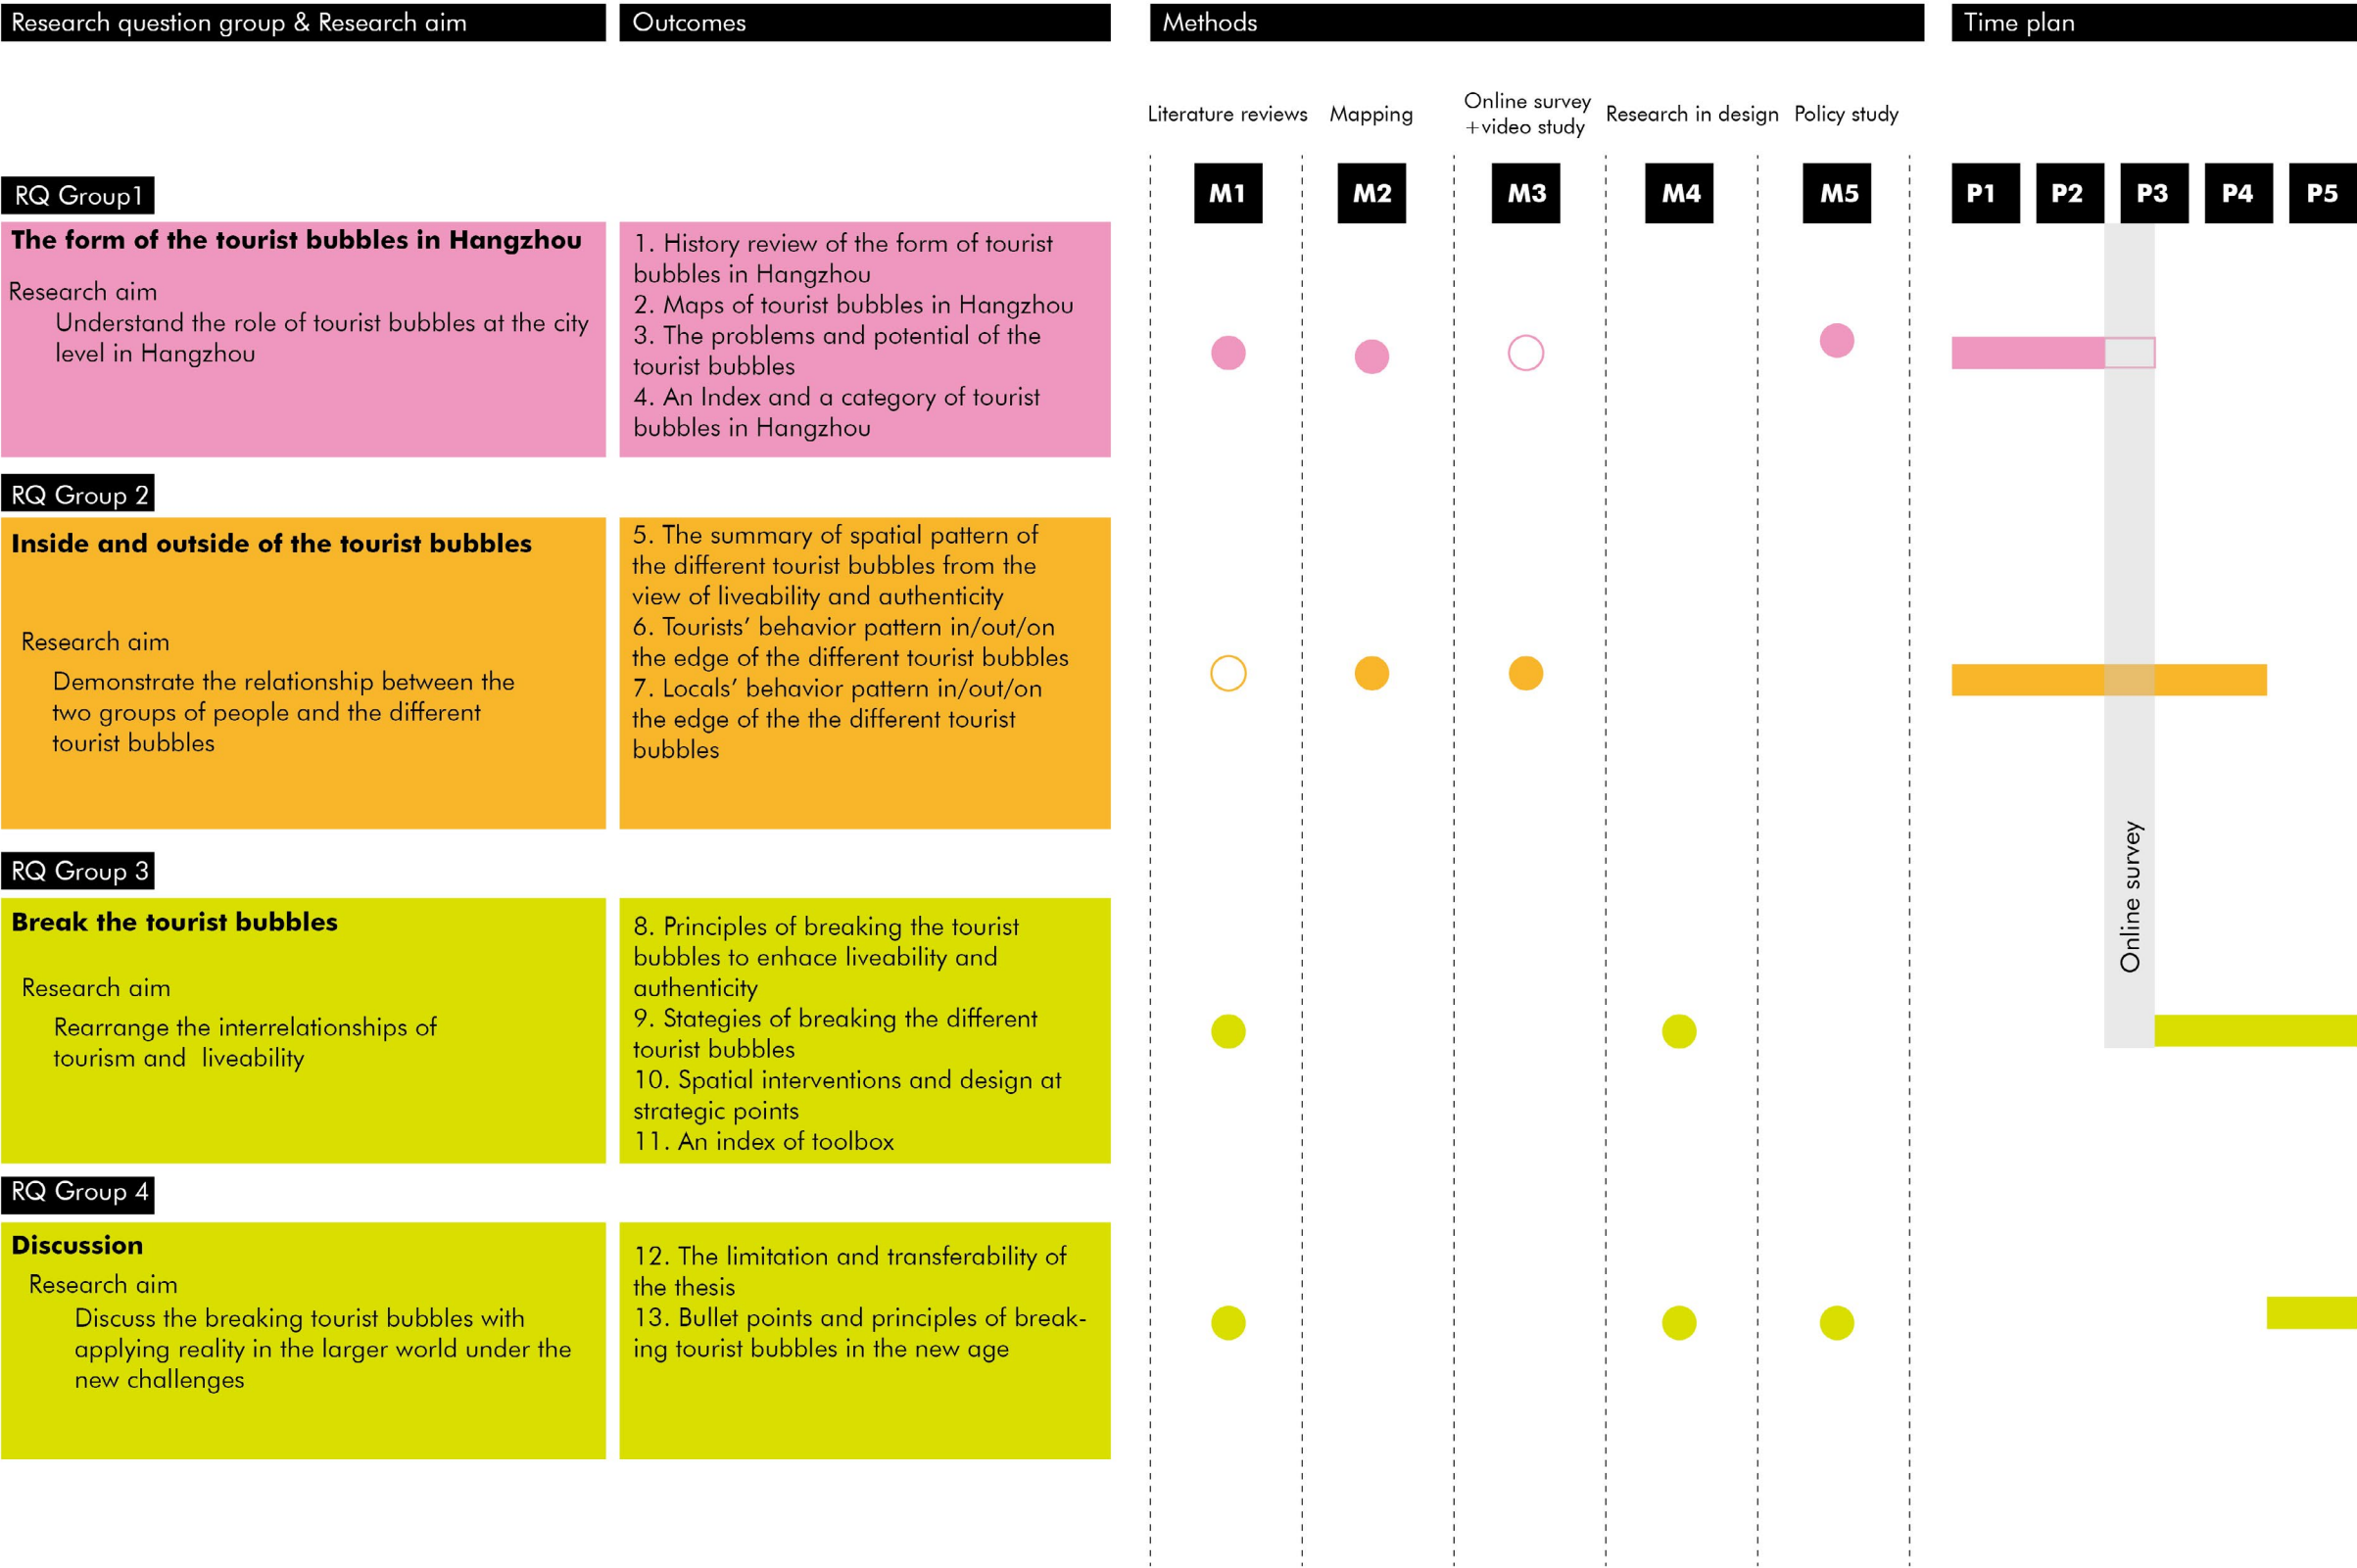 Research question group & Research aim
Outcomes
Methods
Time plan
Literature reviews
Mapping
Online survey
+video study
Research in design
Policy study
M1
M2
M3
M4
M5
P1
P2
P3
P4
P5
RQ Group1
The form of the tourist bubbles in Hangzhou
Research aim
Understand the role of tourist bubbles at the city
level in Hangzhou
1. History review of the form of tourist
bubbles in Hangzhou
2. Maps of tourist bubbles in Hangzhou
3. The problems and potential of the
tourist bubbles
4. An Index and a category of tourist
bubbles in Hangzhou
RQ Group 2
Inside and outside of the tourist bubbles
Research aim
Demonstrate the relationship between the
two groups of people and the different
tourist bubbles
5. The summary of spatial pattern of
the different tourist bubbles from the
view of liveability and authenticity
6. Tourists’ behavior pattern in/out/on
the edge of the different tourist bubbles
7. Locals’ behavior pattern in/out/on
the edge of the the different tourist
bubbles
Online survey
RQ Group 3
Break the tourist bubbles
Research aim
Rearrange the interrelationships of
tourism and  liveability
8. Principles of breaking the tourist
bubbles to enhace liveability and
authenticity
9. Stategies of breaking the different
tourist bubbles
10. Spatial interventions and design at
strategic points
11. An index of toolbox
RQ Group 4
Discussion
Research aim
Discuss the breaking tourist bubbles with
applying reality in the larger world under the
new challenges
12. The limitation and transferability of
the thesis
13. Bullet points and principles of break-
ing tourist bubbles in the new age